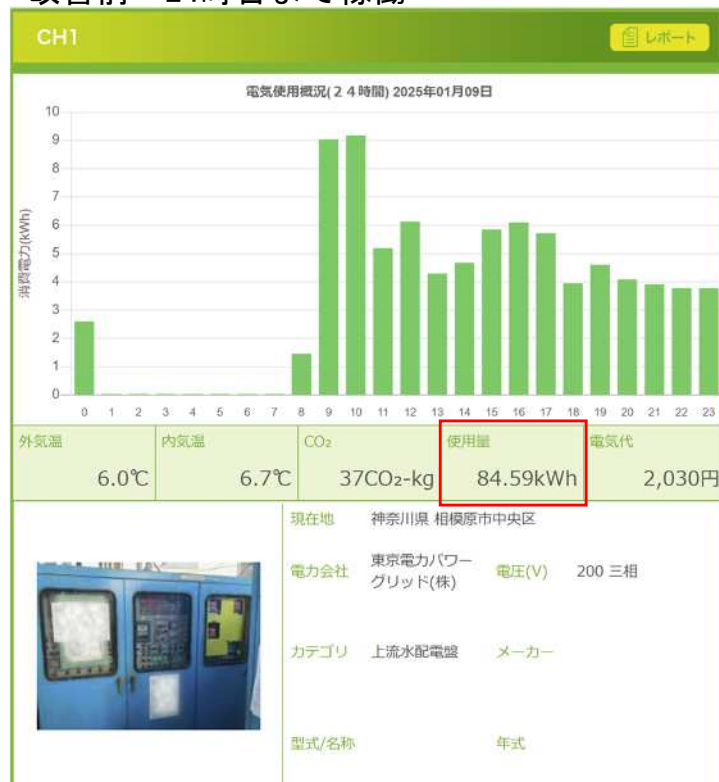 CH1
レポート
電気使用概況(２４時間) 2025年01月09日
消費電力(kWh)
10
9
8
7
6
5
4
3
2
1
0
0 1 2 3 4 5 6 7 8 9 10 11 12 13 14 15 16 17 18 19 20 21 22 23
外気温 内気温 CO₂ 使用量 電気代
6.0℃ 6.7℃ 37CO₂-kg 84.59kWh 2,030円
現在地 神奈川県 相模原市中央区
電力会社 東京電力パワー
グリッド(株) 電圧(V) 200 三相
カテゴリ 上流水配電盤 メーカー
型式/名称 年式